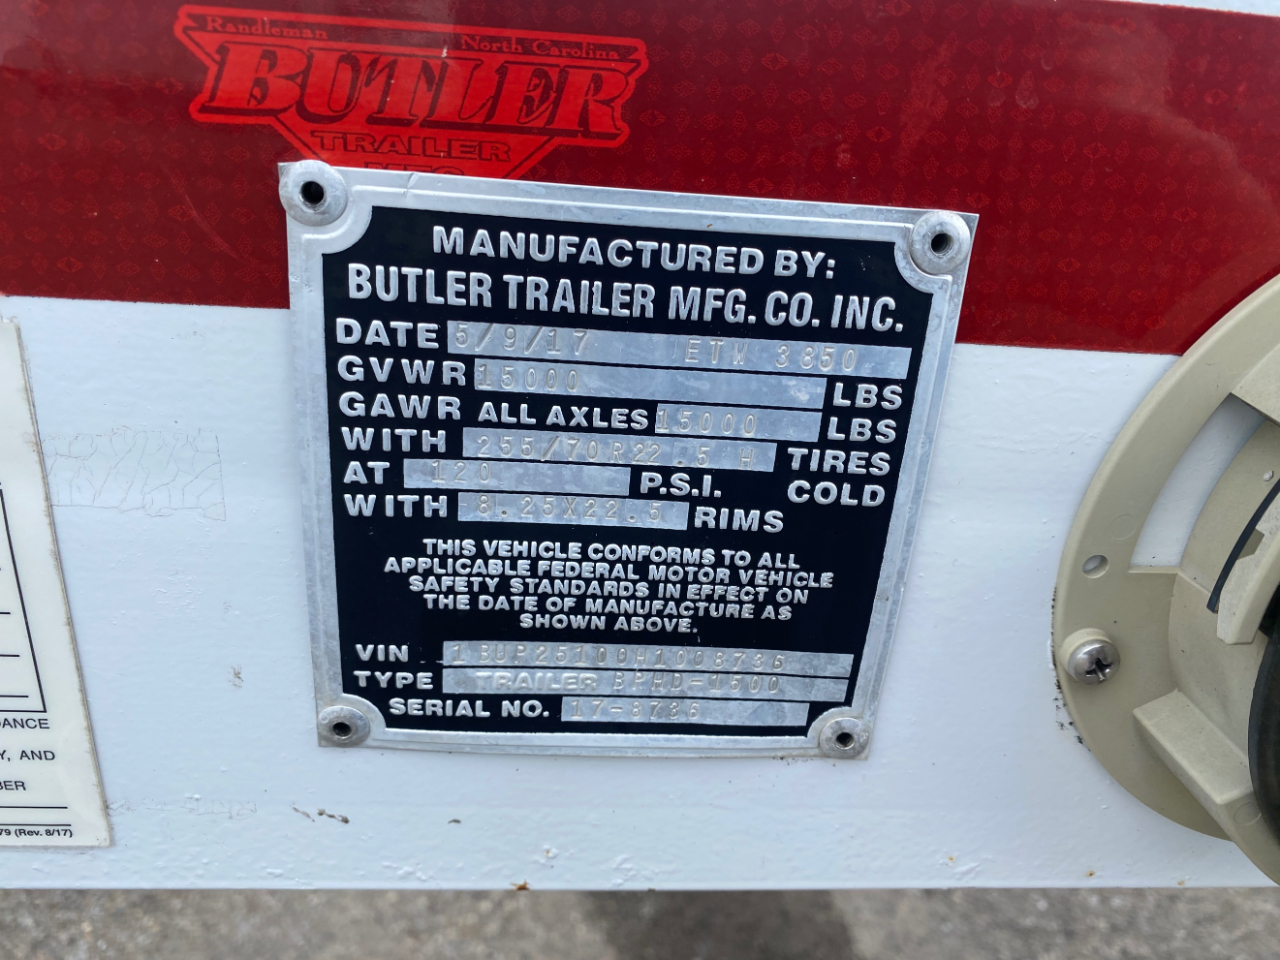 Randleman North Carolina
BUTLER
TRAILER
MANUFACTURED BY:
BUTLER TRAILER MFG. CO. INC.
DATE 5/9/17 ETW 3850
GVWR 15000 LBS
GAWR ALL AXLES 15000 LBS
WITH 255/70R22.5 H TIRES
AT 120 P.S.I. COLD
WITH 8.25X22.5 RIMS
THIS VEHICLE CONFORMS TO ALL
APPLICABLE FEDERAL MOTOR VEHICLE
SAFETY STANDARDS IN EFFECT ON
THE DATE OF MANUFACTURE AS
SHOWN ABOVE.
VIN 1BUP25100H1008736
TYPE TRAILER BPHD-1500
SERIAL NO. 17-8736
DANCE
Y, AND
BER
79 (Rev. 8/17)